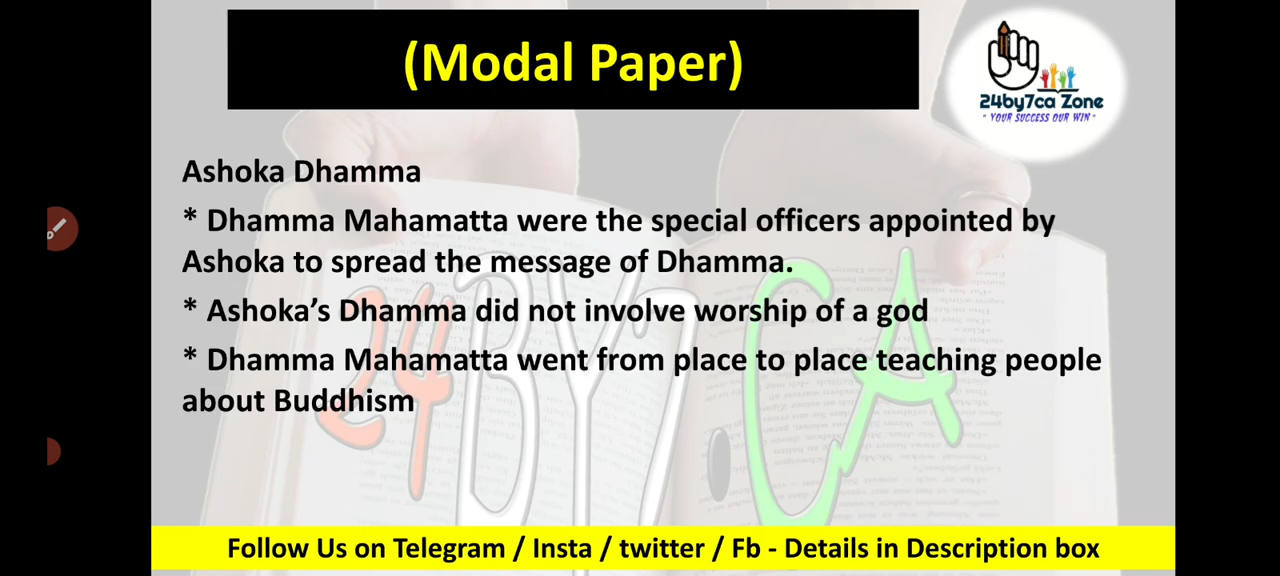 (Modal Paper)
24by7ca Zone
"YOUR SUCCESS OUR WIN"
Ashoka Dhamma
* Dhamma Mahamatta were the special officers appointed by
Ashoka to spread the message of Dhamma.
* Ashoka's Dhamma did not involve worship of a god
* Dhamma Mahamatta went from place to place teaching people
about Buddhism
24BY7.CA
Follow Us on Telegram / Insta / twitter / Fb - Details in Description box